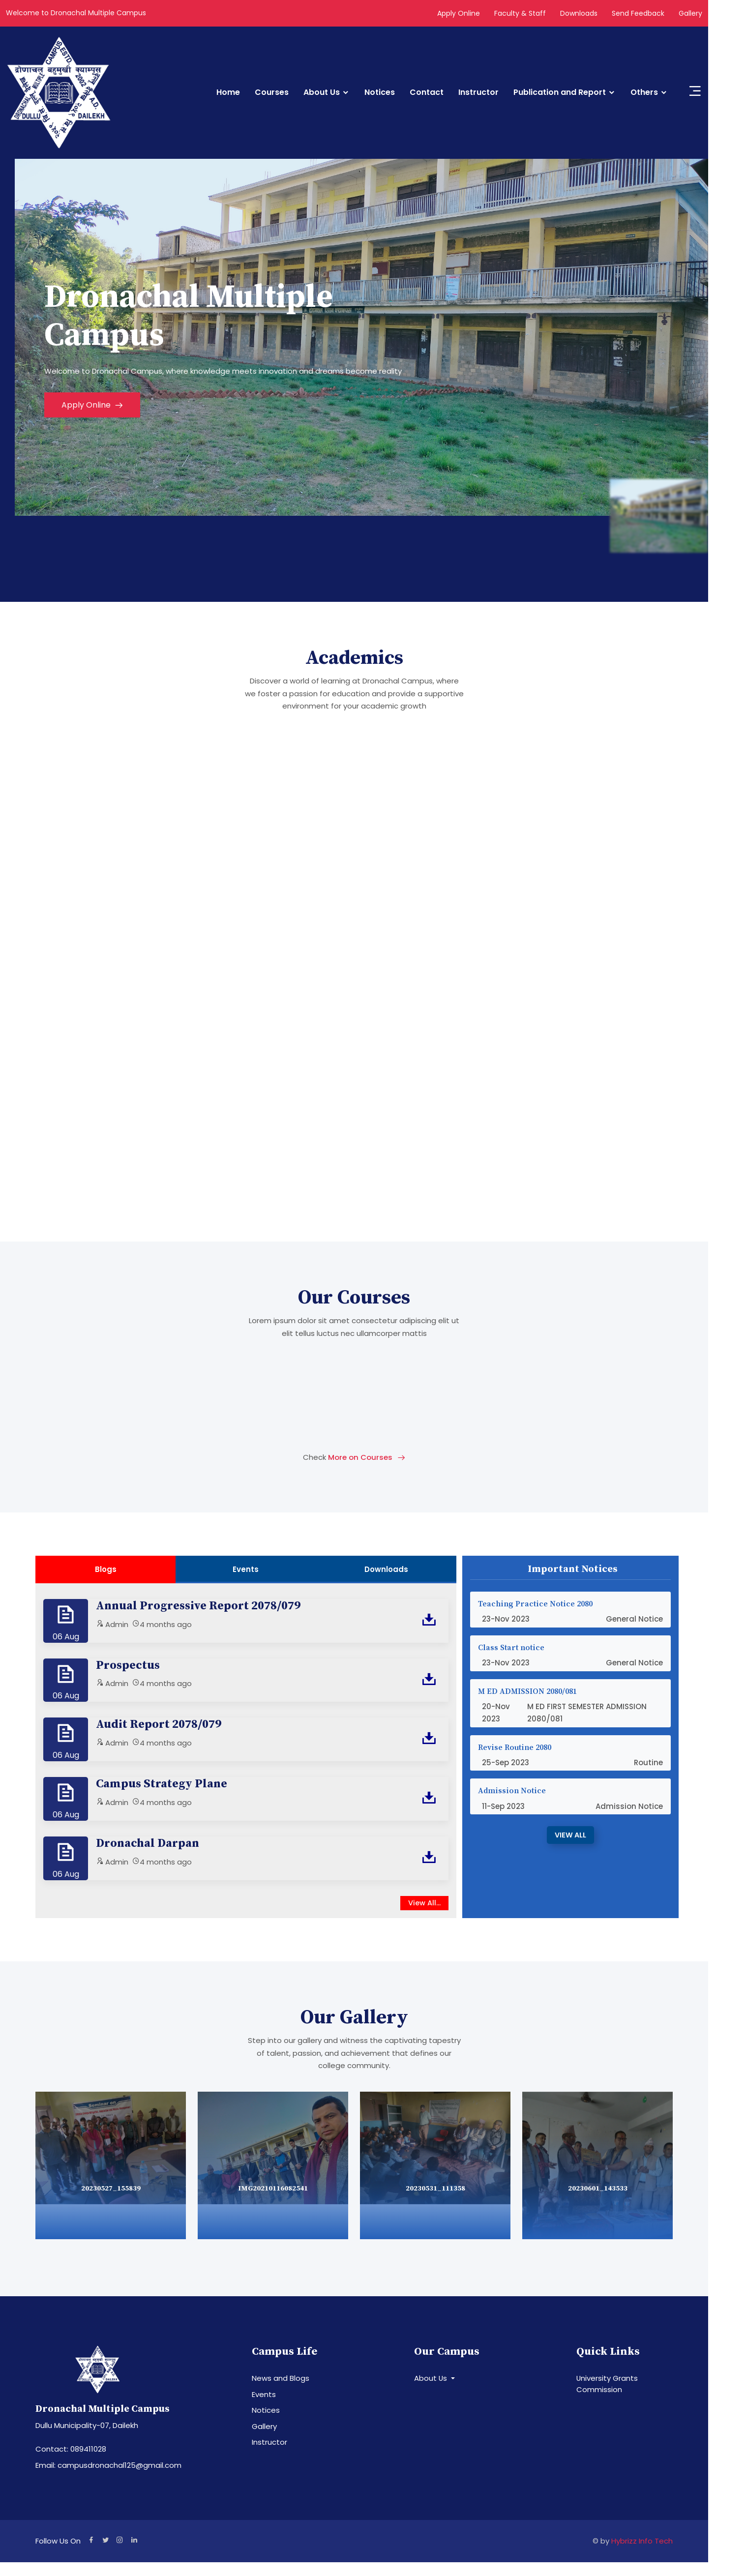 Welcome to Dronachal Multiple Campus
Apply Online
Faculty & Staff
Downloads
Send Feedback
Gallery
द्रोणाचल बहुमुखी क्याम्पस
DULLU
DAILEKH
Home
Courses
About Us
Notices
Contact
Instructor
Publication and Report
Others
Dronachal Multiple
Campus
Welcome to Dronachal Campus, where knowledge meets innovation and dreams become reality
Apply Online
Academics
Discover a world of learning at Dronachal Campus, where
we foster a passion for education and provide a supportive
environment for your academic growth
Our Courses
Lorem ipsum dolor sit amet consectetur adipiscing elit ut
elit tellus luctus nec ullamcorper mattis
Check More on Courses
Blogs
Events
Downloads
06 Aug
Annual Progressive Report 2078/079
Admin 4 months ago
06 Aug
Prospectus
Admin 4 months ago
06 Aug
Audit Report 2078/079
Admin 4 months ago
06 Aug
Campus Strategy Plane
Admin 4 months ago
06 Aug
Dronachal Darpan
Admin 4 months ago
View All...
Important Notices
Teaching Practice Notice 2080
23-Nov 2023 General Notice
Class Start notice
23-Nov 2023 General Notice
M ED ADMISSION 2080/081
20-Nov 2023
M ED FIRST SEMESTER ADMISSION 2080/081
Revise Routine 2080
25-Sep 2023 Routine
Admission Notice
11-Sep 2023 Admission Notice
VIEW ALL
Our Gallery
Step into our gallery and witness the captivating tapestry
of talent, passion, and achievement that defines our
college community.
20230527_155839
IMG20210116082541
20230531_111358
20230601_143533
Dronachal Multiple Campus
Dullu Municipality-07, Dailekh
Contact: 089411028
Email: campusdronachal125@gmail.com
Campus Life
News and Blogs
Events
Notices
Gallery
Instructor
Our Campus
About Us
Quick Links
University Grants
Commission
Follow Us On
© by Hybrizz Info Tech